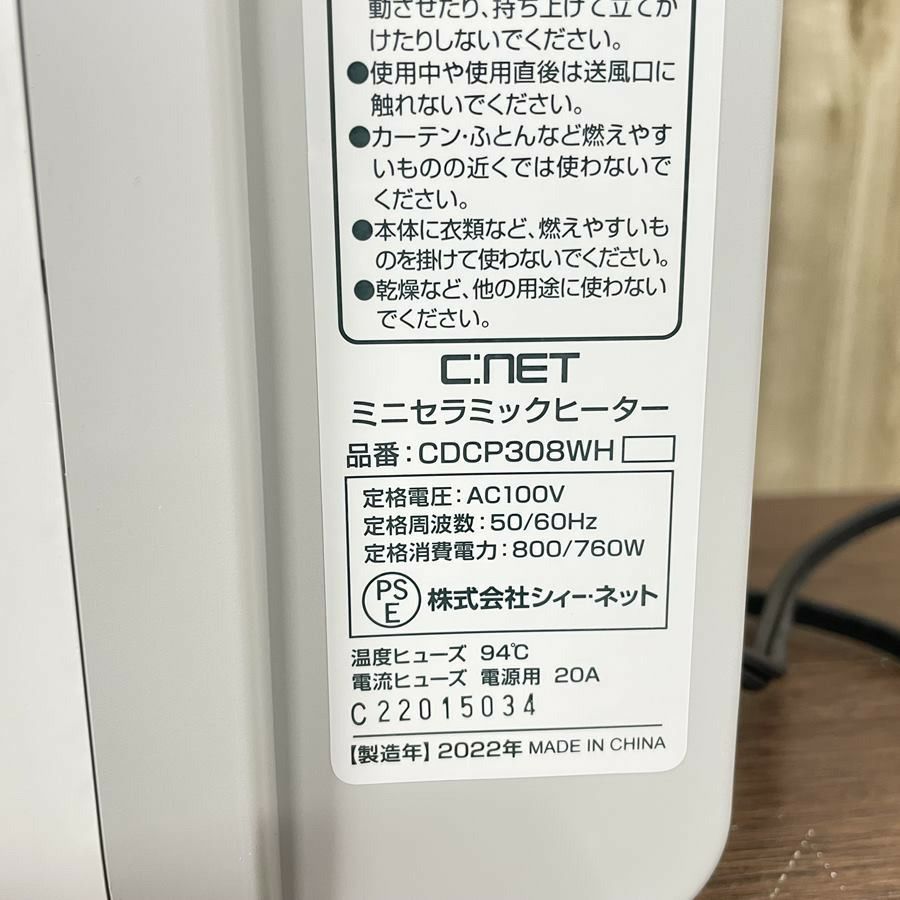 動させたり、持ち上げて立てか
けたりしないでください。
●使用中や使用直後は送風口に
触れないでください。
●カーテン・ふとんなど燃えやす
いものの近くでは使わないで
ください。
●本体に衣類など、燃えやすいも
のを掛けて使わないでください。
●乾燥など、他の用途に使わない
でください。
C:NET
ミニセラミックヒーター
品番：CDCP308WH
定格電圧：AC100V
定格周波数：50/60Hz
定格消費電力：800/760W
PS
E
株式会社シィー・ネット
温度ヒューズ 94℃
電流ヒューズ 電源用 20A
C22015034
【製造年】2022年 MADE IN CHINA